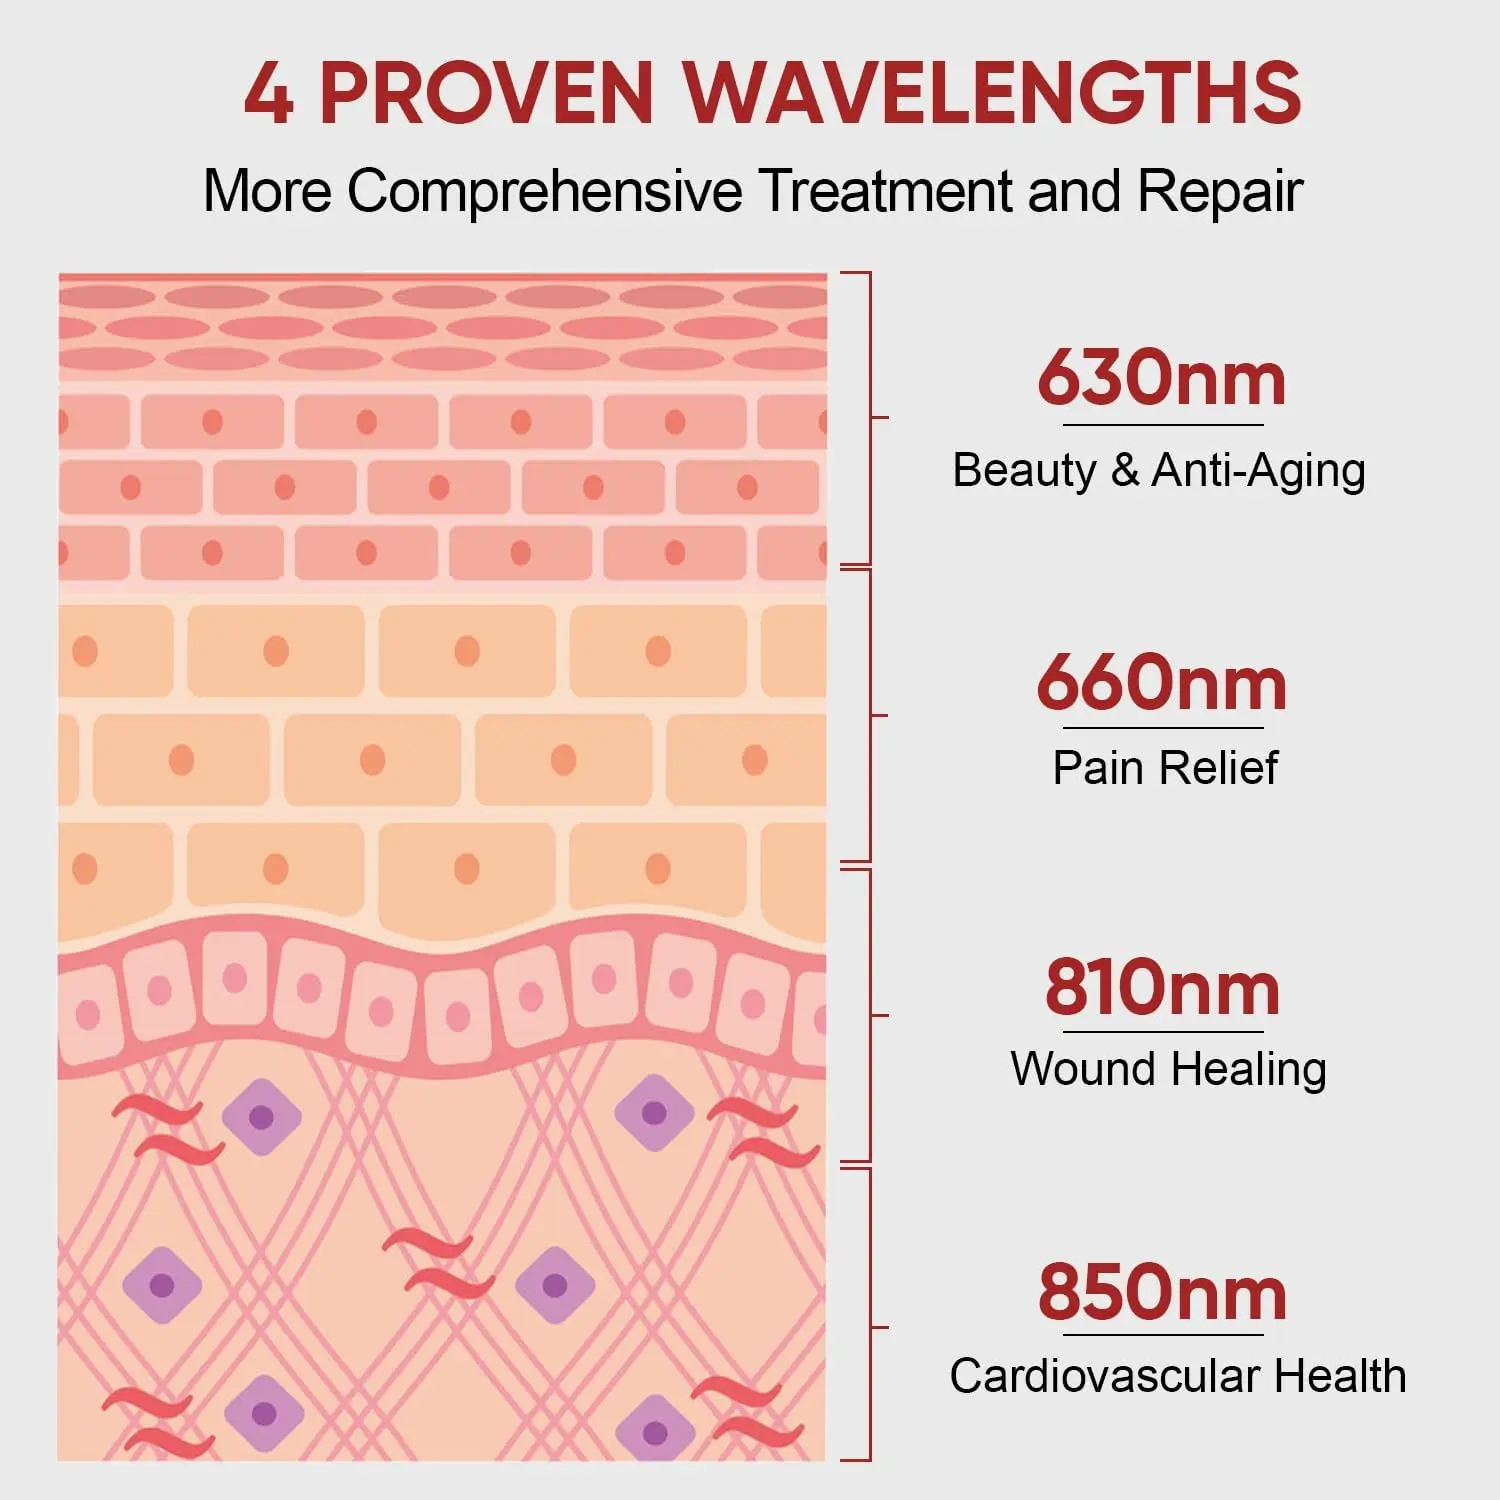 4 PROVEN WAVELENGTHS
More Comprehensive Treatment and Repair
630nm
Beauty & Anti-Aging
660nm
Pain Relief
810nm
Wound Healing
850nm
Cardiovascular Health